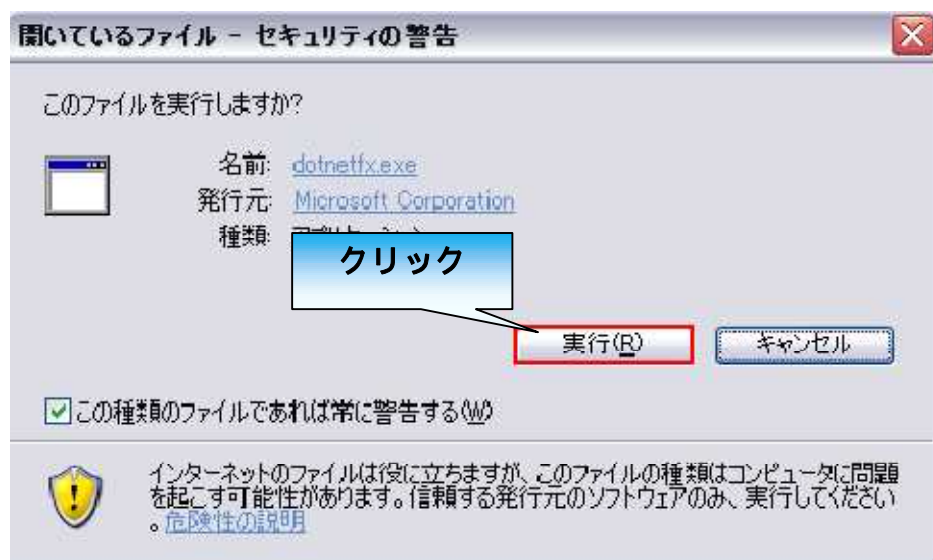 開いているファイル - セキュリティの警告
このファイルを実行しますか?
名前: dotnetfx.exe
発行元: Microsoft Corporation
種類:
クリック
実行(R)
キャンセル
この種類のファイルであれば常に警告する(W)
インターネットのファイルは役に立ちますが、このファイルの種類はコンピュータに問題
を起こす可能性があります。信頼する発行元のソフトウェアのみ、実行してください
。危険性の説明